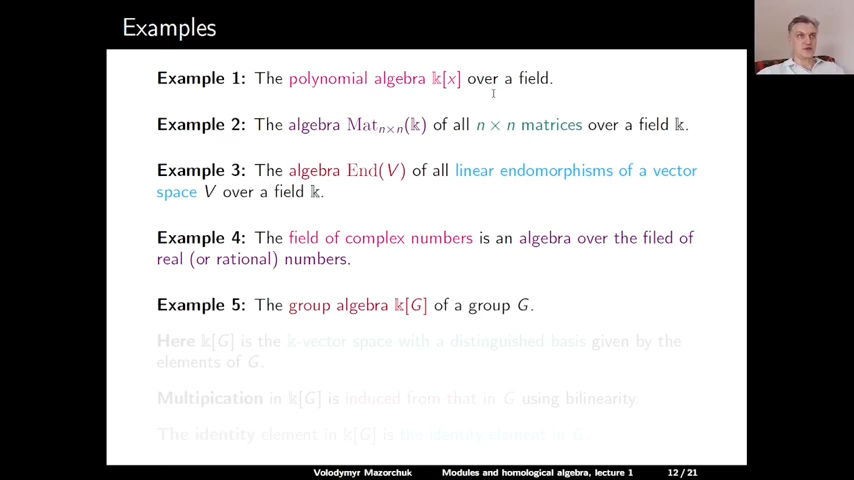 Examples
Example 1: The polynomial algebra 𝕜[x] over a field.
Example 2: The algebra Matₙ×ₙ(𝕜) of all n × n matrices over a field 𝕜.
Example 3: The algebra End(V) of all linear endomorphisms of a vector
space V over a field 𝕜.
Example 4: The field of complex numbers is an algebra over the filed of
real (or rational) numbers.
Example 5: The group algebra 𝕜[G] of a group G.
Here 𝕜[G] is the 𝕜-vector space with a distinguished basis given by the
elements of G.
Multipication in 𝕜[G] is induced from that in G using bilinearity.
The identity element in 𝕜[G] is the identity element in G.
Volodymyr Mazorchuk Modules and homological algebra, lecture 1 12 / 21